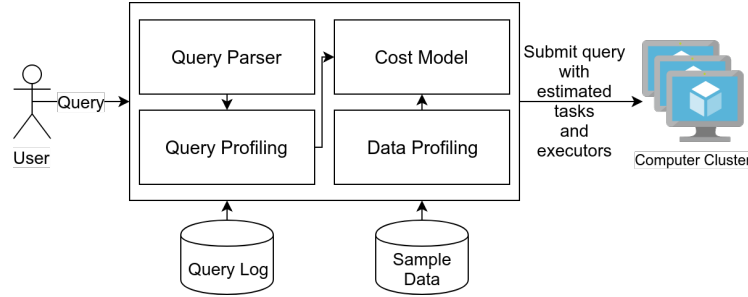 Query Parser
Cost Model
Query Profiling
Data Profiling
User
Query
Submit query
with
estimated
tasks
and
executors
Computer Cluster
Query Log
Sample
Data